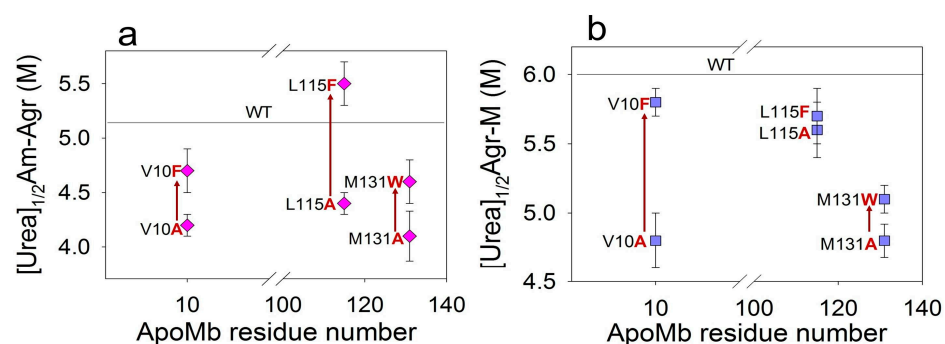 a
[Urea]1/2Am-Agr (M)
5.5
5.0
4.5
4.0
WT
L115F
V10F
V10A
L115A
M131W
M131A
10
100
120
140
ApoMb residue number
b
[Urea]1/2Agr-M (M)
6.0
5.5
5.0
4.5
WT
V10F
L115F
L115A
V10A
M131W
M131A
10
100
120
140
ApoMb residue number